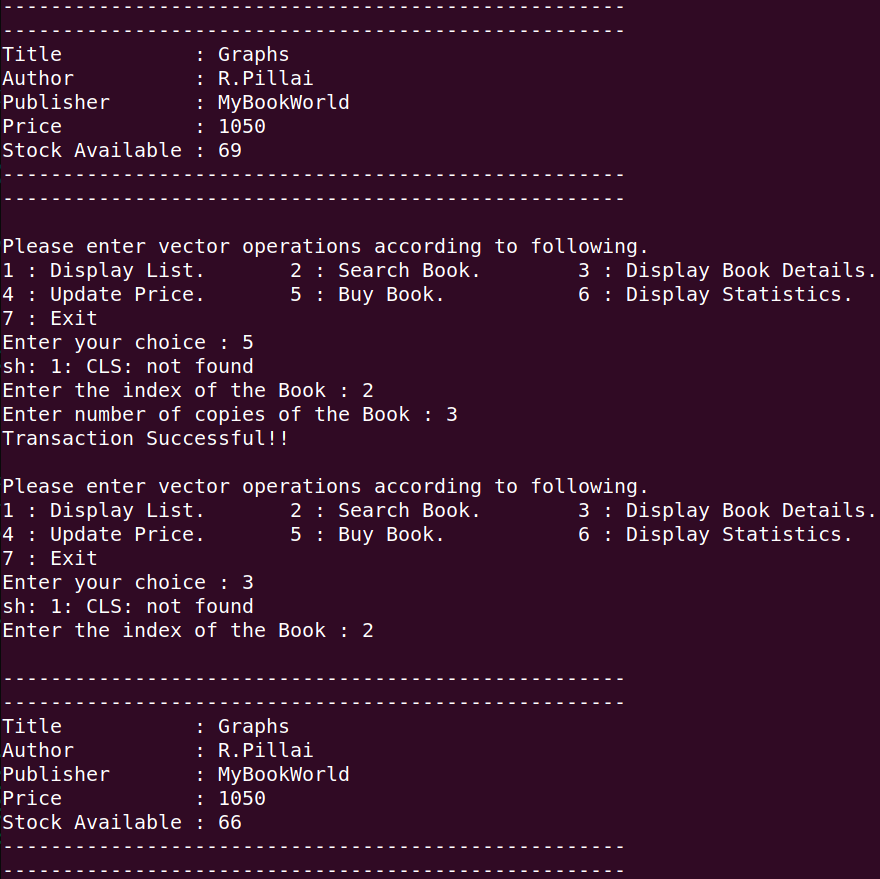 ----------------------------------------------------
----------------------------------------------------
Title           : Graphs
Author          : R.Pillai
Publisher       : MyBookWorld
Price           : 1050
Stock Available : 69
----------------------------------------------------
----------------------------------------------------

Please enter vector operations according to following.
1 : Display List.       2 : Search Book.        3 : Display Book Details.
4 : Update Price.       5 : Buy Book.           6 : Display Statistics.
7 : Exit
Enter your choice : 5
sh: 1: CLS: not found
Enter the index of the Book : 2
Enter number of copies of the Book : 3
Transaction Successful!!

Please enter vector operations according to following.
1 : Display List.       2 : Search Book.        3 : Display Book Details.
4 : Update Price.       5 : Buy Book.           6 : Display Statistics.
7 : Exit
Enter your choice : 3
sh: 1: CLS: not found
Enter the index of the Book : 2

----------------------------------------------------
----------------------------------------------------
Title           : Graphs
Author          : R.Pillai
Publisher       : MyBookWorld
Price           : 1050
Stock Available : 66
----------------------------------------------------
----------------------------------------------------